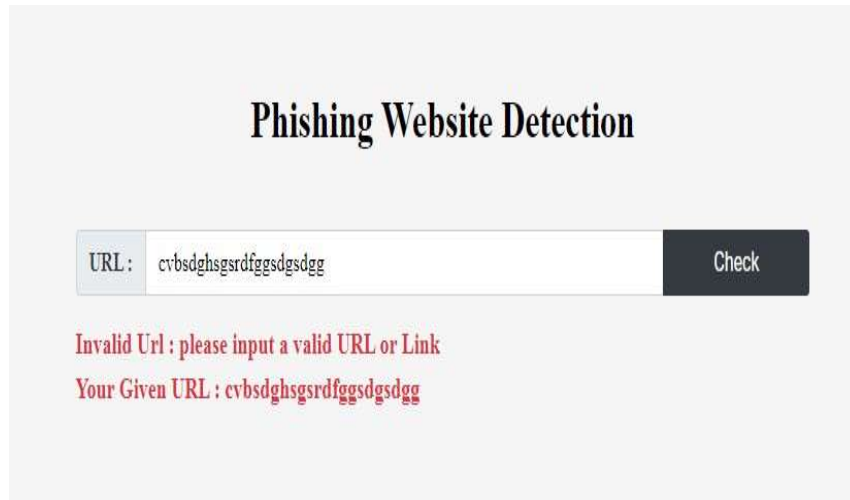 Phishing Website Detection
URL : cvbsdghsgsrdfggsdgsdgg Check
Invalid Url : please input a valid URL or Link
Your Given URL : cvbsdghsgsrdfggsdgsdgg